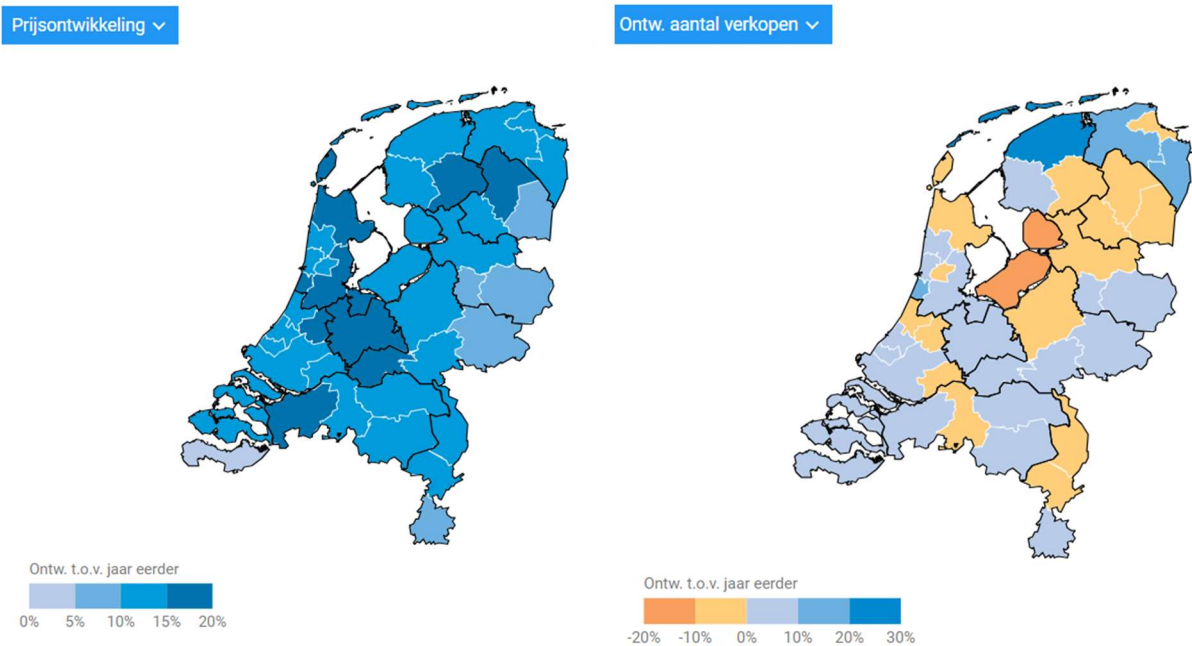 Prijsontwikkeling
Ontw. aantal verkopen
Ontw. t.o.v. jaar eerder
0% 5% 10% 15% 20%
Ontw. t.o.v. jaar eerder
-20% -10% 0% 10% 20% 30%